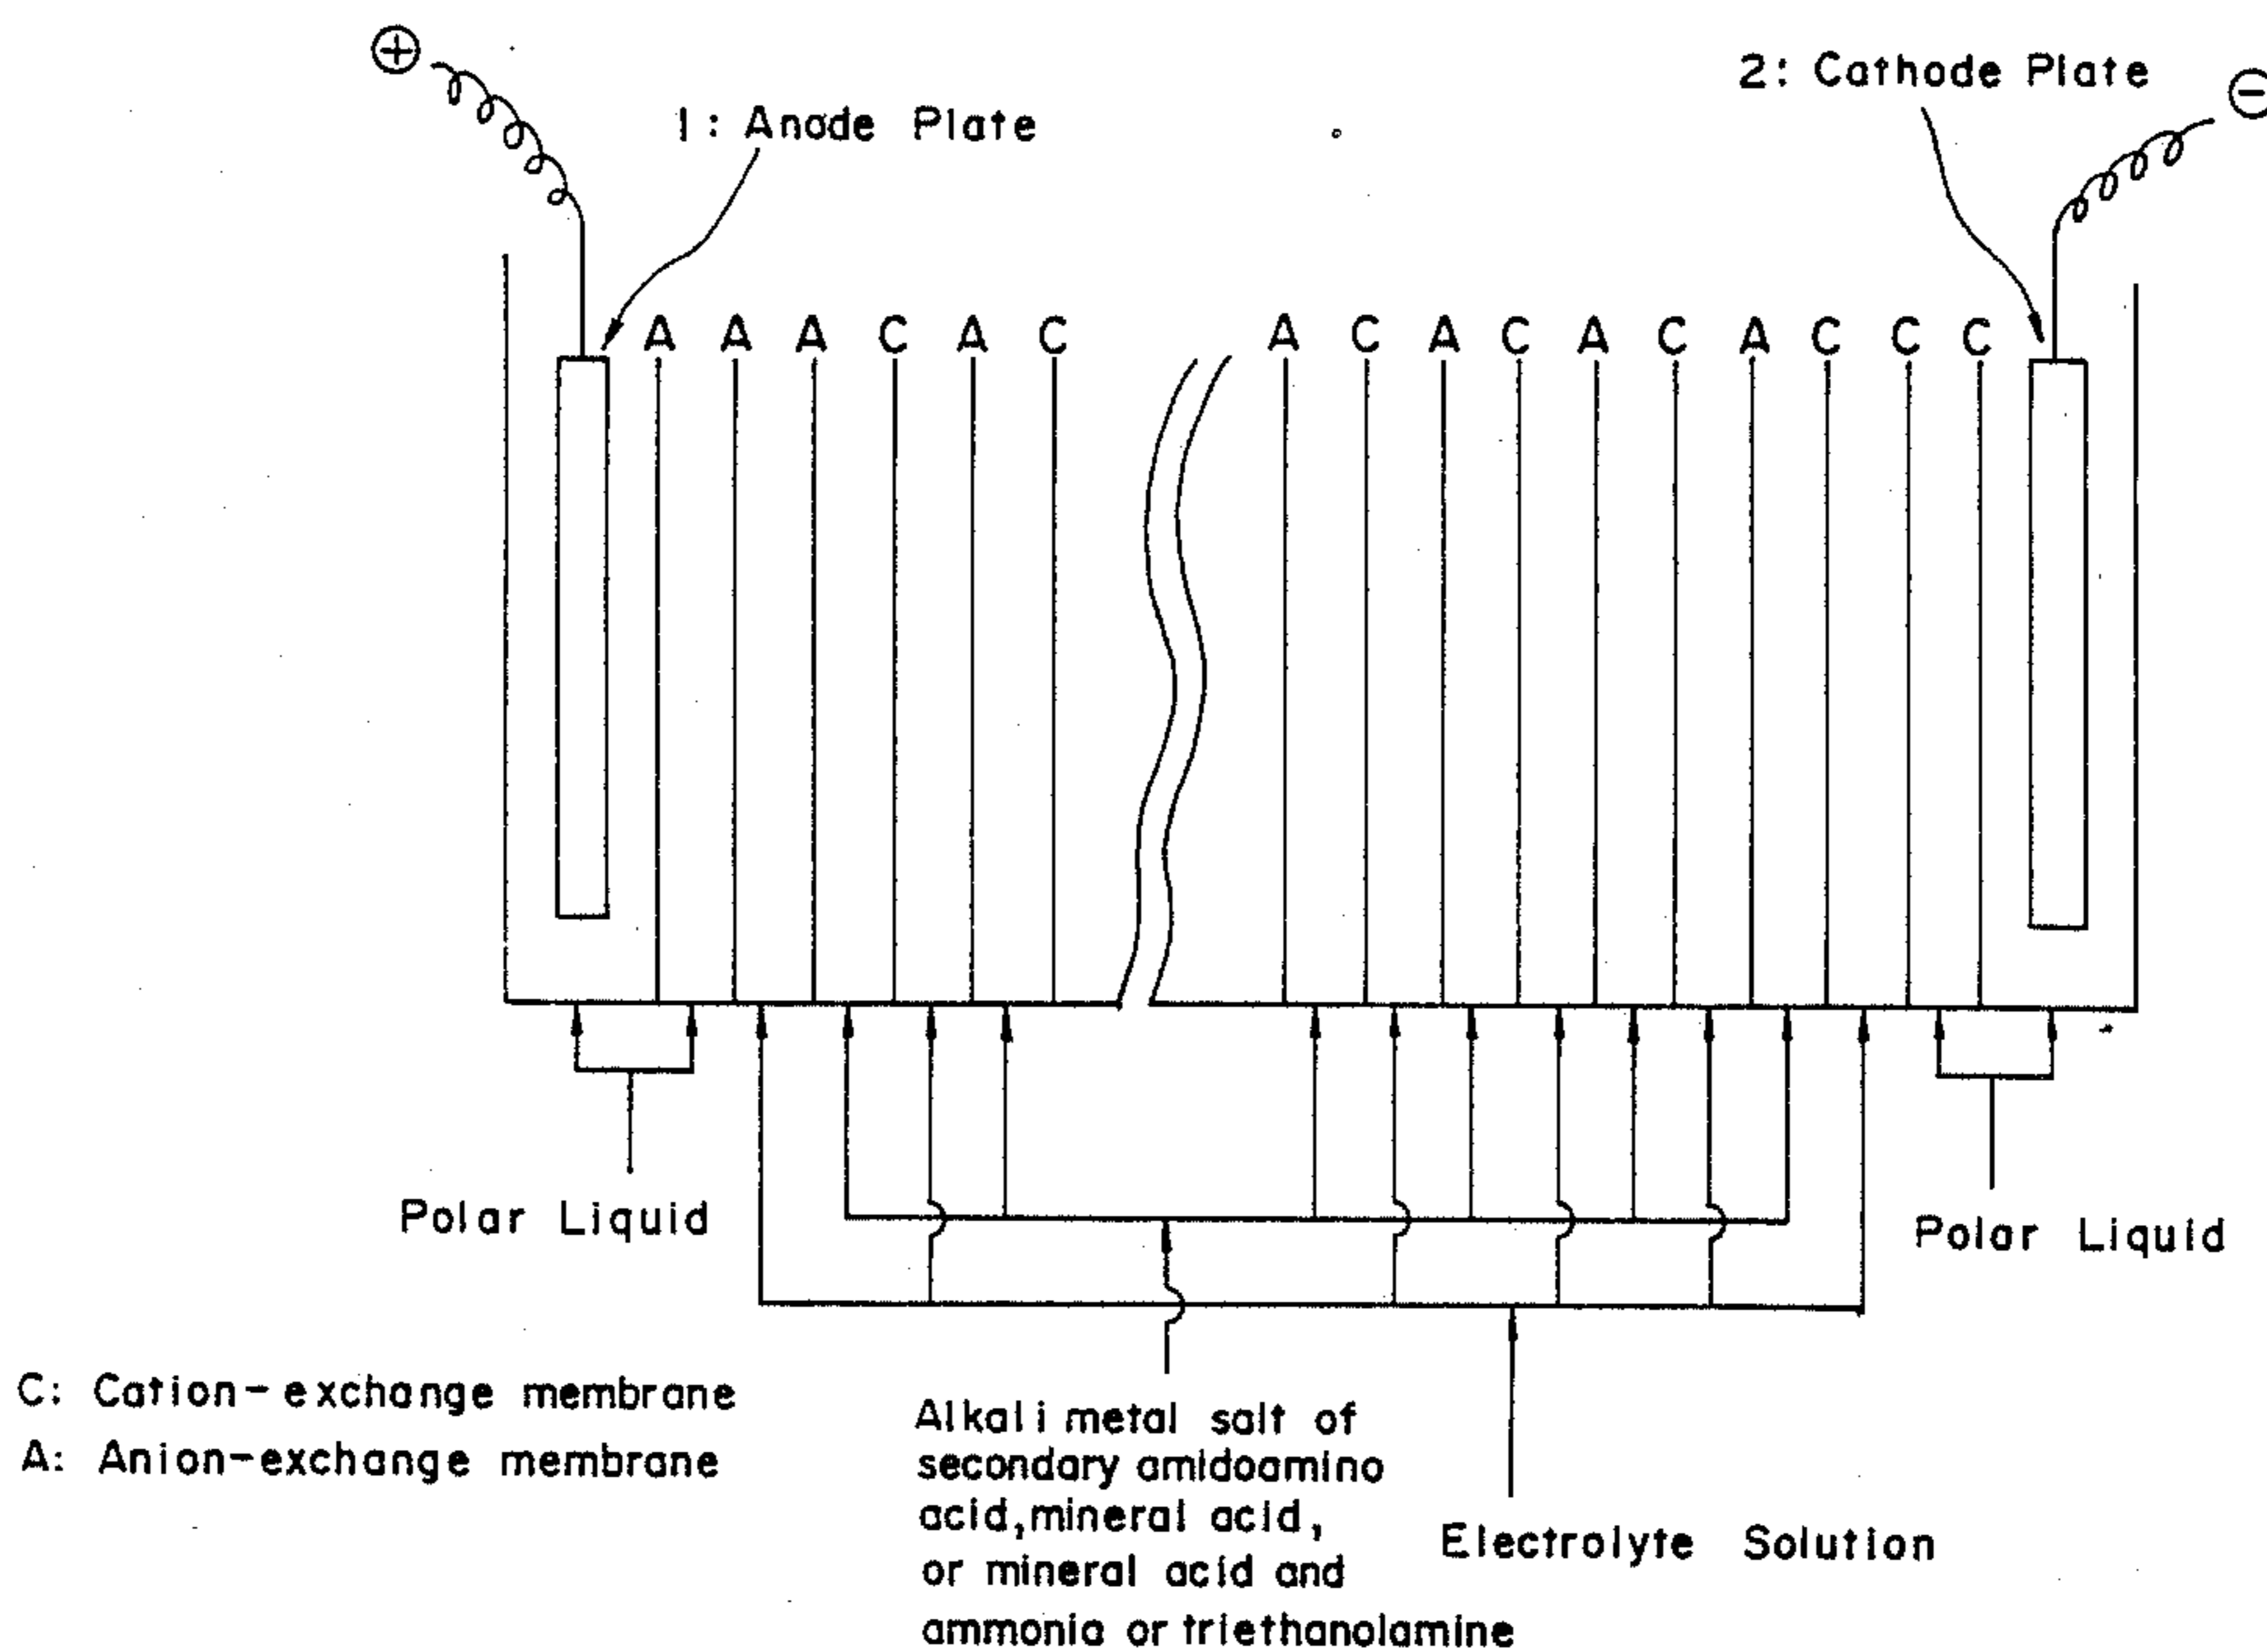 ⊕
2: Cathode Plate
⊖
1: Anode Plate
A A A C A C A C A C A C A C C C
Polar Liquid
Polar Liquid
C: Cation-exchange membrane
A: Anion-exchange membrane
Alkali metal salt of
secondary amidoamino
acid, mineral acid,
or mineral acid and
ammonia or triethanolamine
Electrolyte Solution